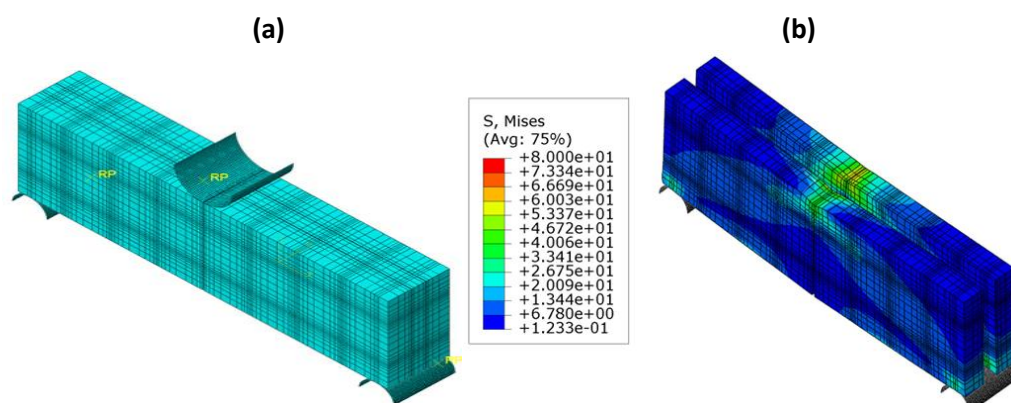 (a)
(b)
RP
RP
RP
S, Mises
(Avg: 75%)
+8.000e+01
+7.334e+01
+6.669e+01
+6.003e+01
+5.337e+01
+4.672e+01
+4.006e+01
+3.341e+01
+2.675e+01
+2.009e+01
+1.344e+01
+6.780e+00
+1.233e-01